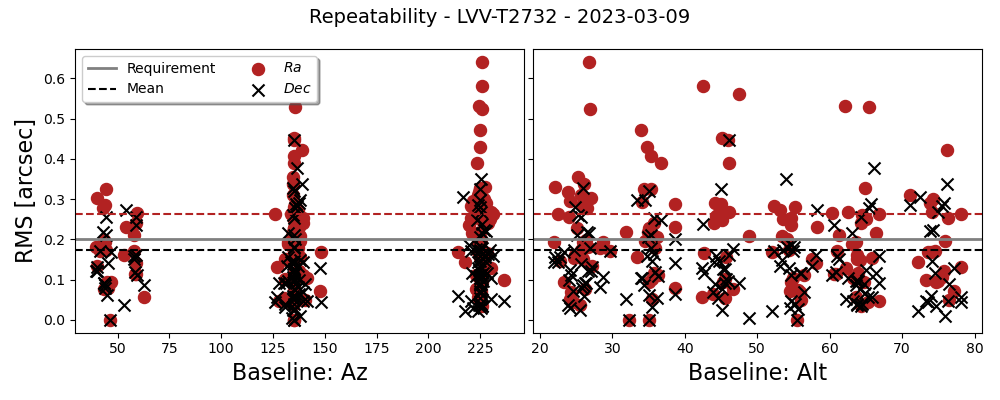 Repeatability - LVV-T2732 - 2023-03-09
RMS [arcsec]
0.6
0.5
0.4
0.3
0.2
0.1
0.0
Requirement
Mean
Ra
Dec
50 75 100 125 150 175 200 225
Baseline: Az
20 30 40 50 60 70 80
Baseline: Alt